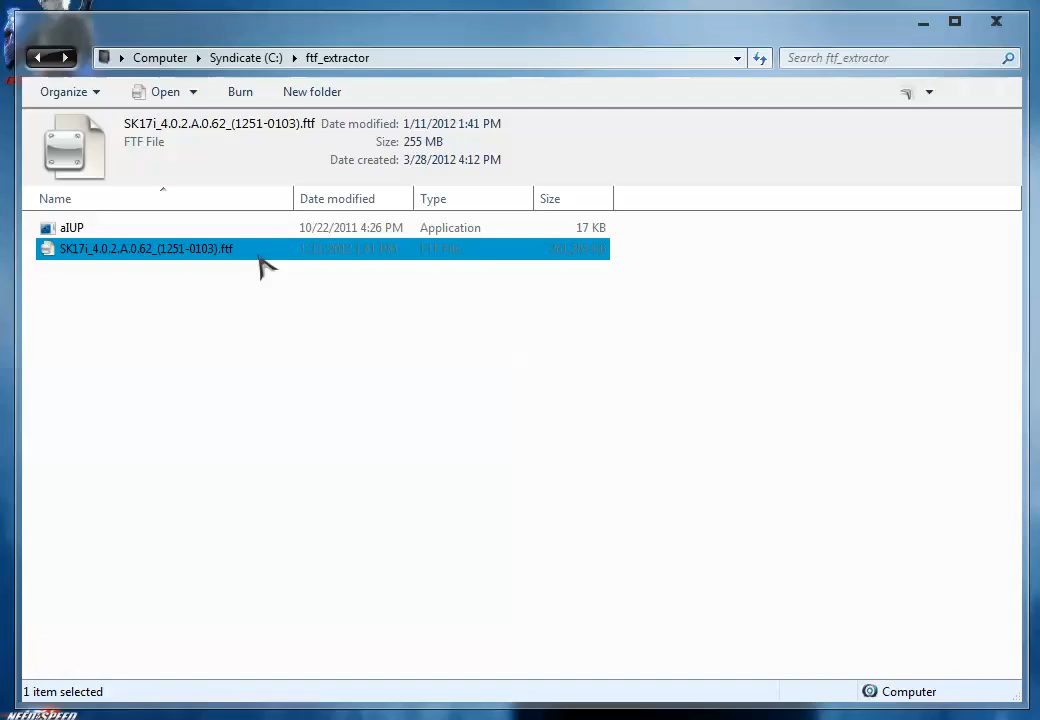 Computer Syndicate (C:) ftf_extractor Search ftf_extractor
Organize Open Burn New folder
SK17i_4.0.2.A.0.62_(1251-0103).ftf Date modified: 1/11/2012 1:41 PM
FTF File Size: 255 MB
Date created: 3/28/2012 4:12 PM
Name Date modified Type Size
aIUP 10/22/2011 4:26 PM Application 17 KB
SK17i_4.0.2.A.0.62_(1251-0103).ftf
1 item selected Computer
NEED SPEED